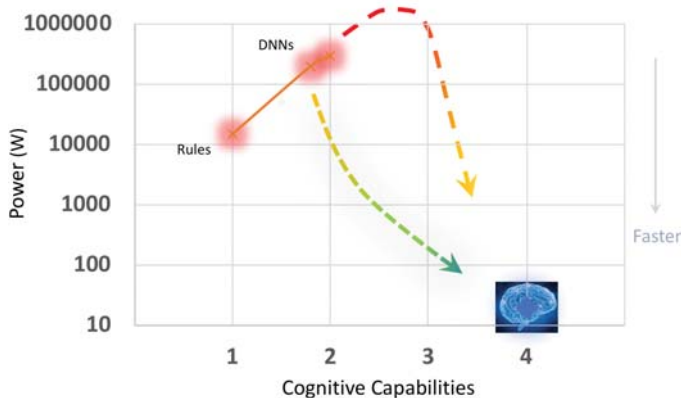 1000000
100000
10000
1000
100
10
Power (W)
DNNs
Rules
Faster
1 2 3 4
Cognitive Capabilities